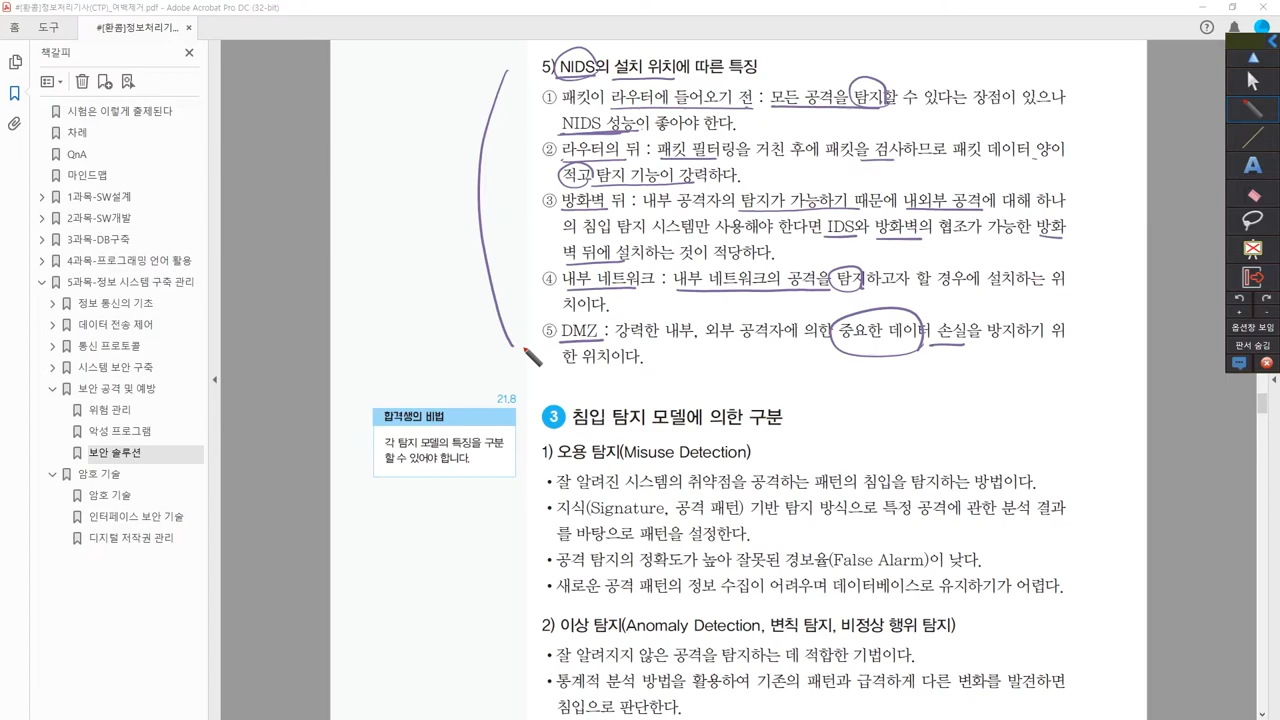 #[환콤]정보처리기사(CTP)_여백제거.pdf - Adobe Acrobat Pro DC (32-bit)
홈
도구
#[환콤]정보처리기...
책갈피
시험은 이렇게 출제된다
차례
QnA
마인드맵
1과목-SW설계
2과목-SW개발
3과목-DB구축
4과목-프로그래밍 언어 활용
5과목-정보 시스템 구축 관리
정보 통신의 기초
데이터 전송 제어
통신 프로토콜
시스템 보안 구축
보안 공격 및 예방
위험 관리
악성 프로그램
보안 솔루션
암호 기술
암호 기술
인터페이스 보안 기술
디지털 저작권 관리
5) NIDS의 설치 위치에 따른 특징
① 패킷이 라우터에 들어오기 전 : 모든 공격을 탐지할 수 있다는 장점이 있으나
NIDS 성능이 좋아야 한다.
② 라우터의 뒤 : 패킷 필터링을 거친 후에 패킷을 검사하므로 패킷 데이터 양이
적고 탐지 기능이 강력하다.
③ 방화벽 뒤 : 내부 공격자의 탐지가 가능하기 때문에 내외부 공격에 대해 하나
의 침입 탐지 시스템만 사용해야 한다면 IDS와 방화벽의 협조가 가능한 방화
벽 뒤에 설치하는 것이 적당하다.
④ 내부 네트워크 : 내부 네트워크의 공격을 탐지하고자 할 경우에 설치하는 위
치이다.
⑤ DMZ : 강력한 내부, 외부 공격자에 의한 중요한 데이터 손실을 방지하기 위
한 위치이다.
21.8
합격생의 비법
각 탐지 모델의 특징을 구분
할 수 있어야 합니다.
3 침입 탐지 모델에 의한 구분
1) 오용 탐지(Misuse Detection)
• 잘 알려진 시스템의 취약점을 공격하는 패턴의 침입을 탐지하는 방법이다.
• 지식(Signature, 공격 패턴) 기반 탐지 방식으로 특정 공격에 관한 분석 결과
를 바탕으로 패턴을 설정한다.
• 공격 탐지의 정확도가 높아 잘못된 경보율(False Alarm)이 낮다.
• 새로운 공격 패턴의 정보 수집이 어려우며 데이터베이스로 유지하기가 어렵다.
2) 이상 탐지(Anomaly Detection, 변칙 탐지, 비정상 행위 탐지)
• 잘 알려지지 않은 공격을 탐지하는 데 적합한 기법이다.
• 통계적 분석 방법을 활용하여 기존의 패턴과 급격하게 다른 변화를 발견하면
침입으로 판단한다.
A
옵션장 보임
판서 숨김